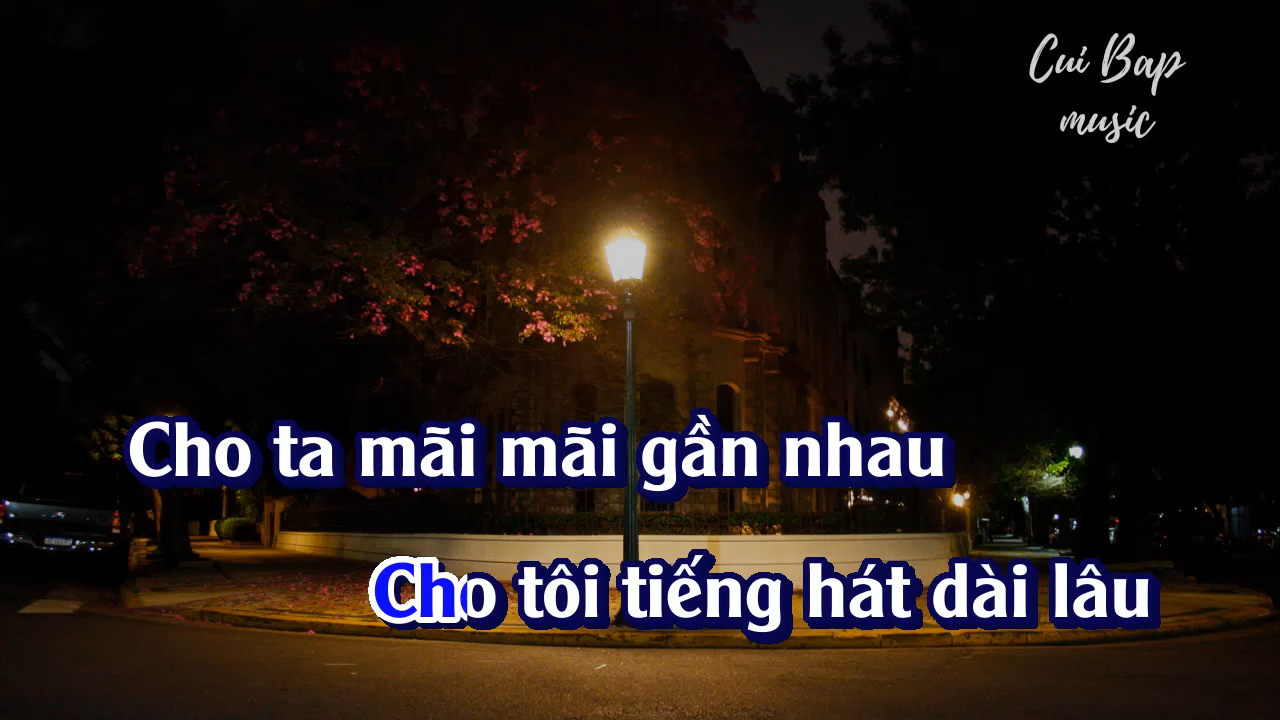 Cui Bap
music
Cho ta mãi mãi gần nhau
Cho tôi tiếng hát dài lâu